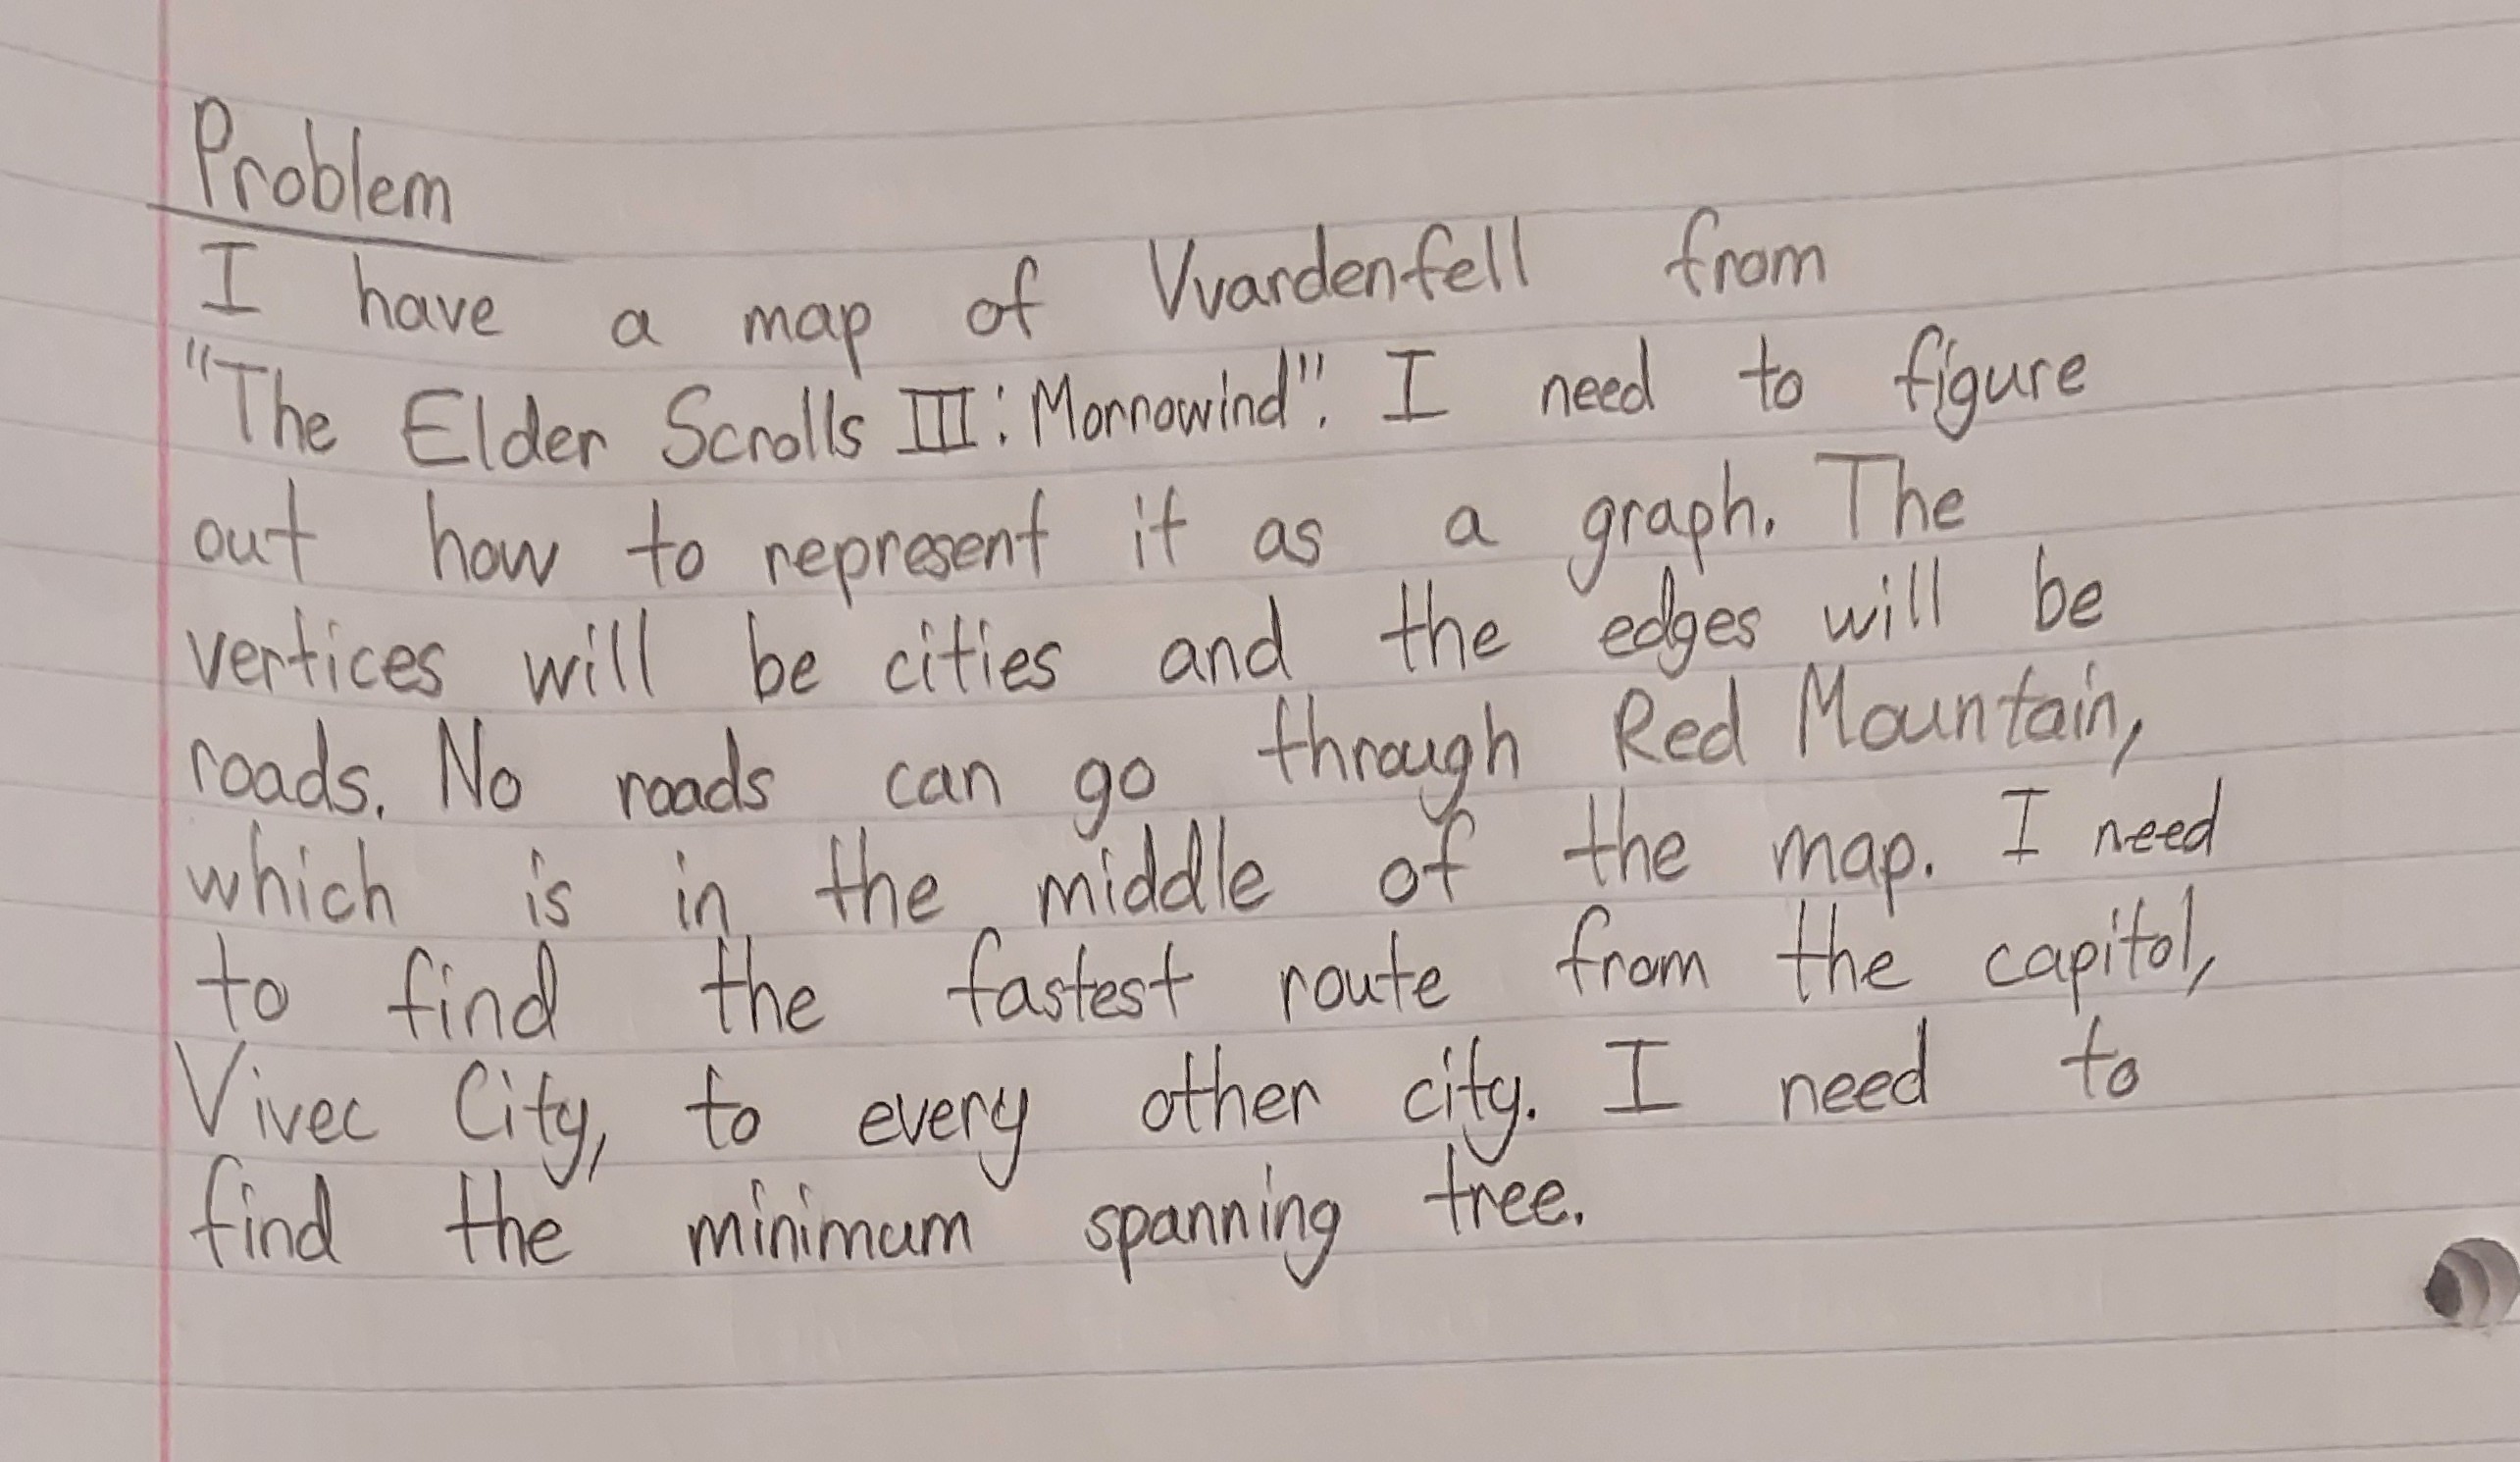 Problem
I have a map of Vvardenfell from
"The Elder Scrolls III: Morrowind". I need to figure
out how to represent it as a graph. The
vertices will be cities and the edges will be
roads. No roads can go through Red Mountain,
which is in the middle of the map. I need
to find the fastest route from the capitol,
Vivec City, to every other city. I need to
find the minimum spanning tree.